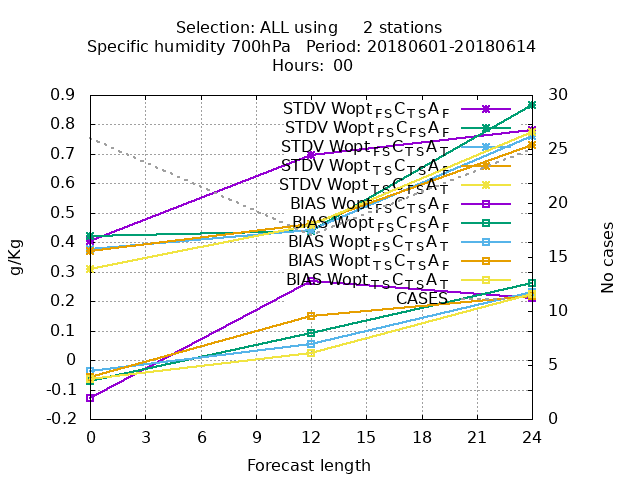 Selection: ALL using     2 stations
Specific humidity 700hPa   Period: 20180601-20180614
Hours:  00
0.9
0.8
0.7
0.6
0.5
0.4
0.3
0.2
0.1
0
-0.1
-0.2
g/Kg
STDV Wopt FS C TS A F
STDV Wopt FS C FS A F
STDV Wopt FS C TS A T
STDV Wopt TS C TS A F
STDV Wopt TS C FS A T
BIAS Wopt FS C TS A F
BIAS Wopt FS C FS A F
BIAS Wopt FS C TS A T
BIAS Wopt TS C TS A F
BIAS Wopt TS C FS A T
CASES
30
25
20
15
10
5
0
No cases
0 3 6 9 12 15 18 21 24
Forecast length